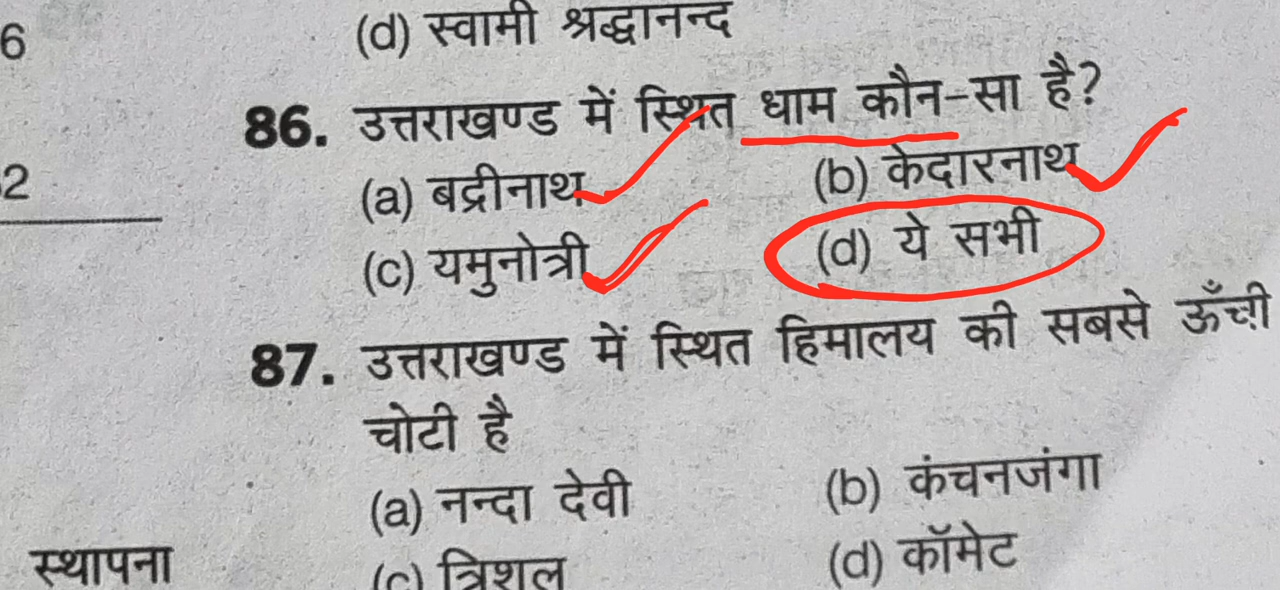 6
(d) स्वामी श्रद्धानन्द
86. उत्तराखण्ड में स्थित धाम कौन-सा है?
2
(a) बद्रीनाथ (b) केदारनाथ
(c) यमुनोत्री (d) ये सभी
87. उत्तराखण्ड में स्थित हिमालय की सबसे ऊँची
चोटी है
(a) नन्दा देवी (b) कंचनजंगा
स्थापना
(c) त्रिशूल (d) कॉमेट